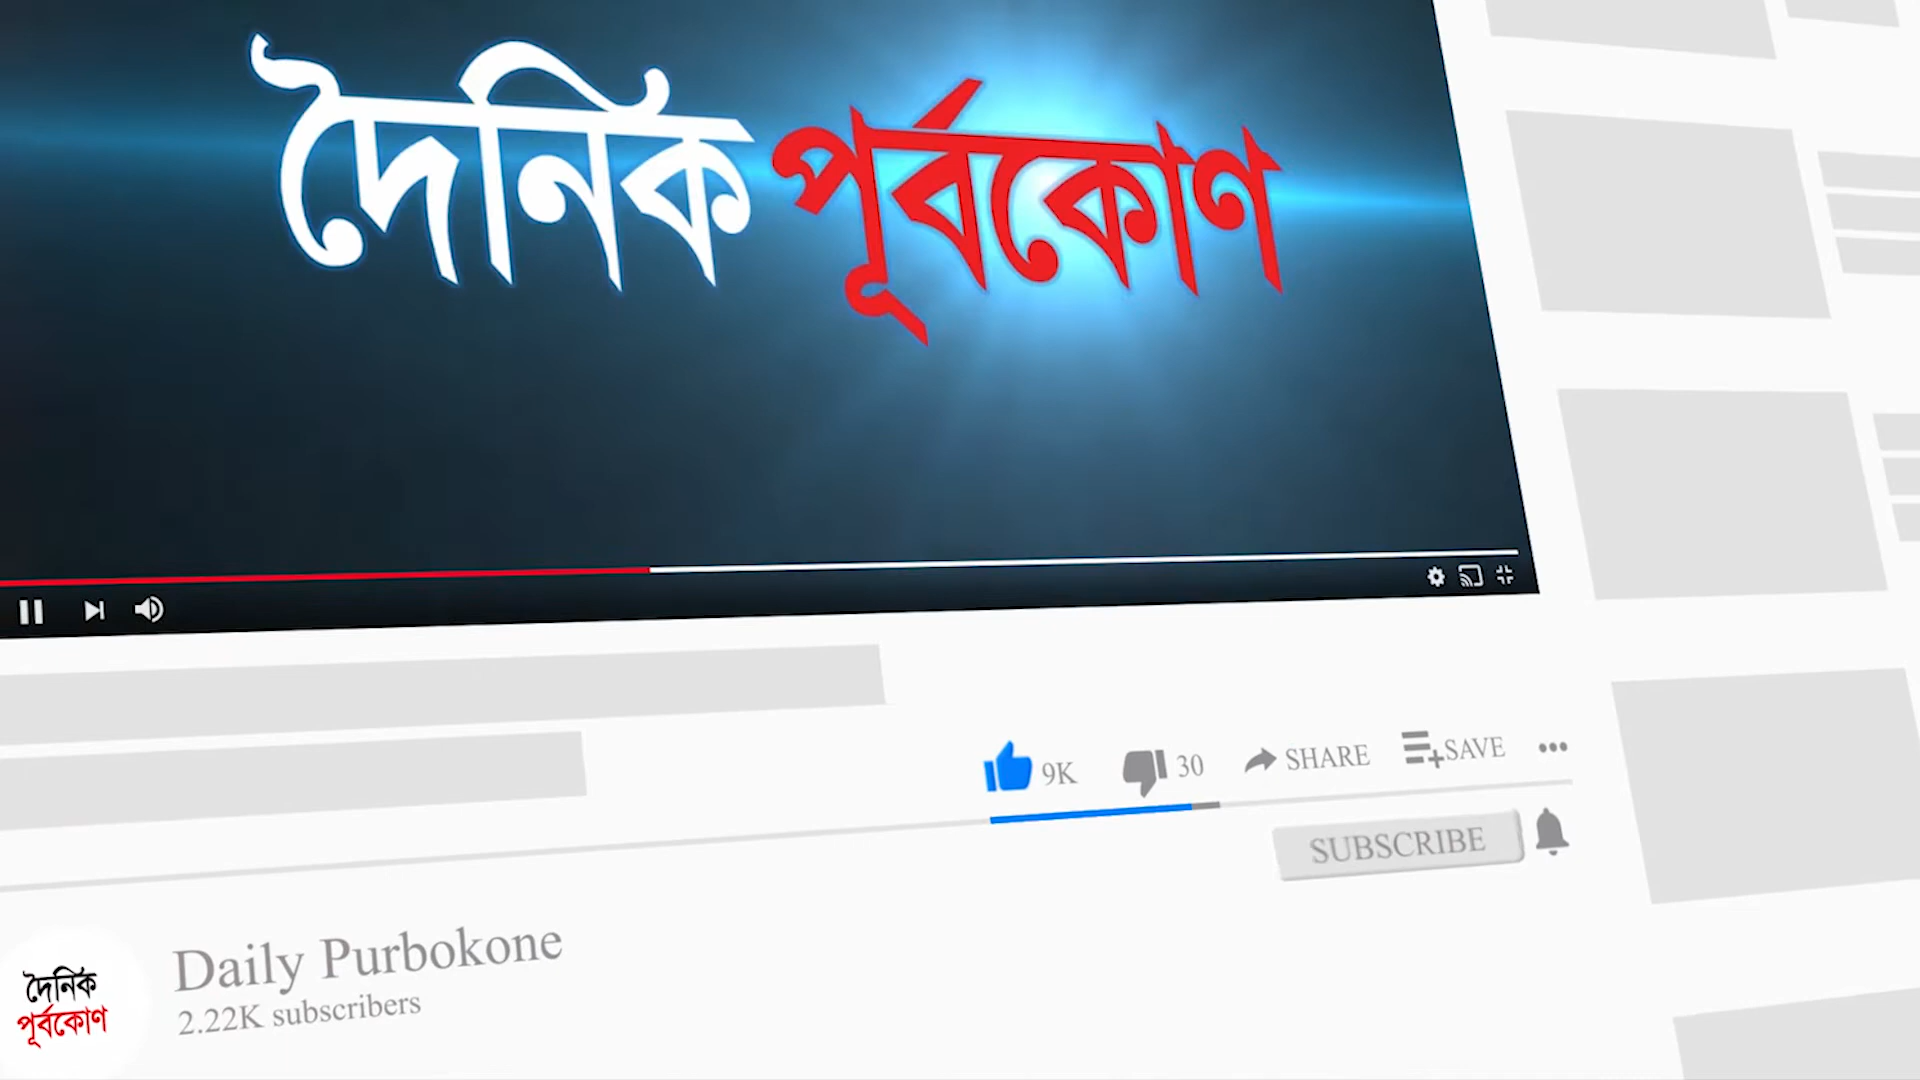 দৈনিক পূর্বকোণ
9K
30
SHARE
SAVE
SUBSCRIBE
Daily Purbokone
2.22K subscribers
দৈনিক
পূর্বকোণ